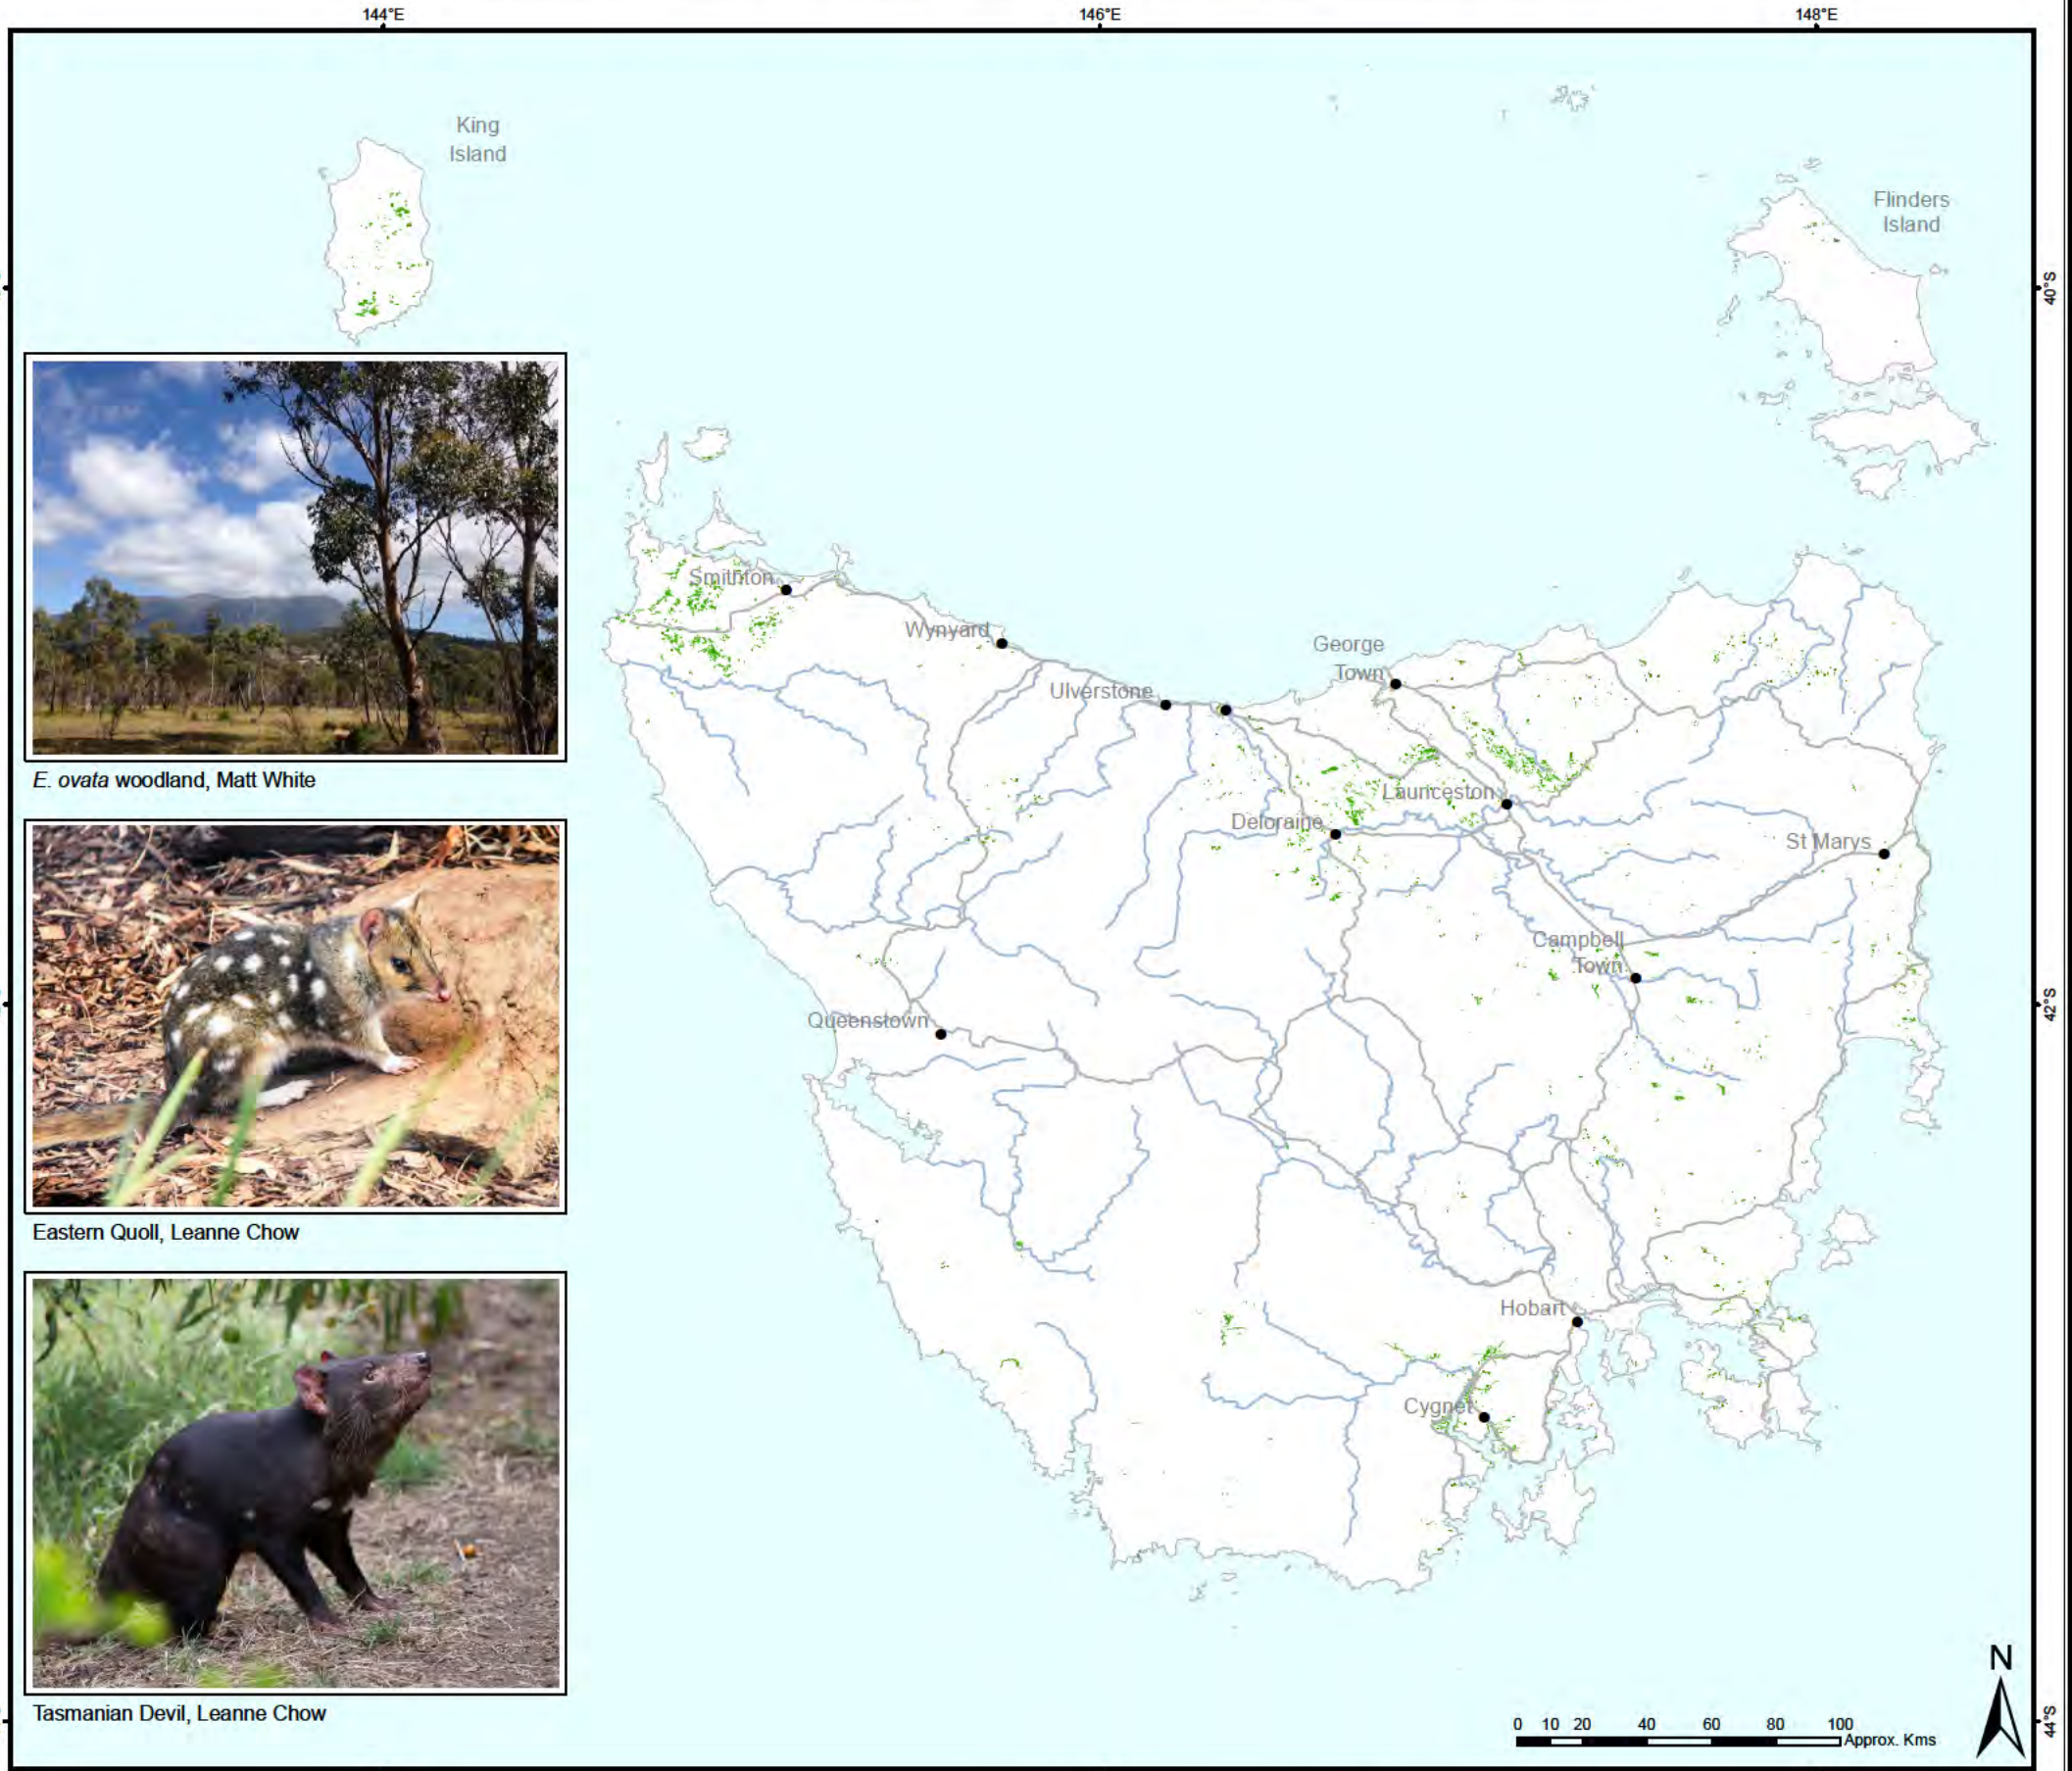 144°E
146°E
148°E
King
Island
Flinders
Island
40°S
Smithton
Wynyard
George
Town
Ulverstone
E. ovata woodland, Matt White
Launceston
Deloraine
St Marys
Campbell
Town
42°S
Queenstown
Eastern Quoll, Leanne Chow
Hobart
Cygnet
N
Tasmanian Devil, Leanne Chow
0 10 20 40 60 80 100
Approx. Kms
44°S